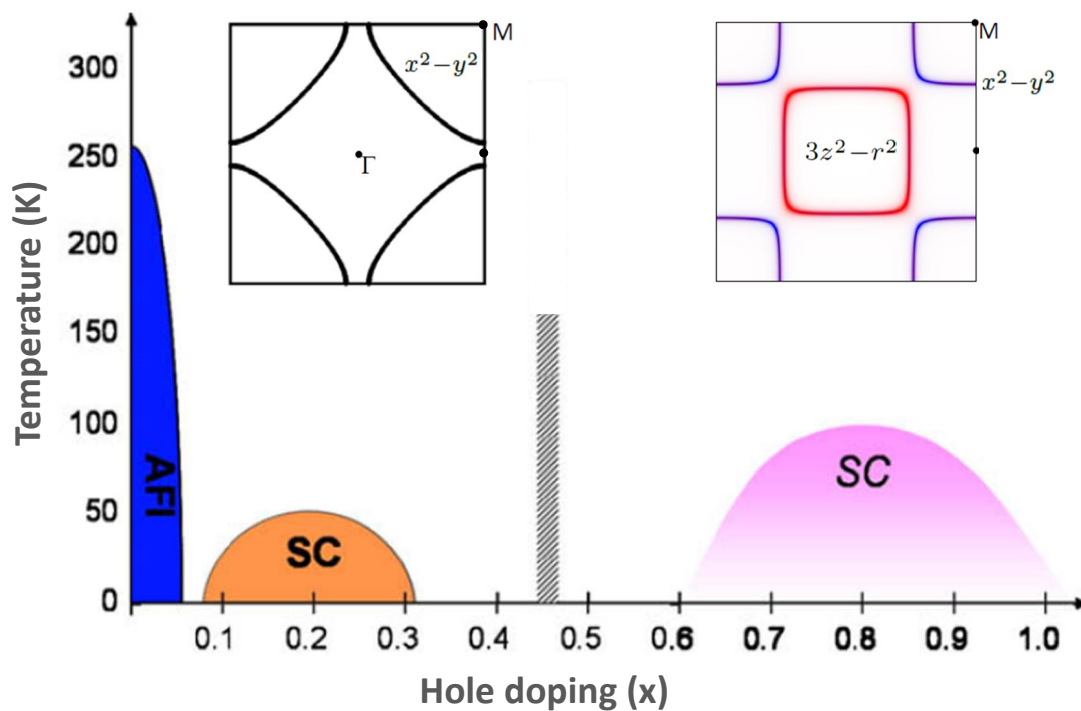 M
x²−y²
Γ
M
x²−y²
3z²−r²
Temperature (K)
300
250
200
150
100
50
0
AFI
SC
SC
0.1
0.2
0.3
0.4
0.5
0.6
0.7
0.8
0.9
1.0
Hole doping (x)